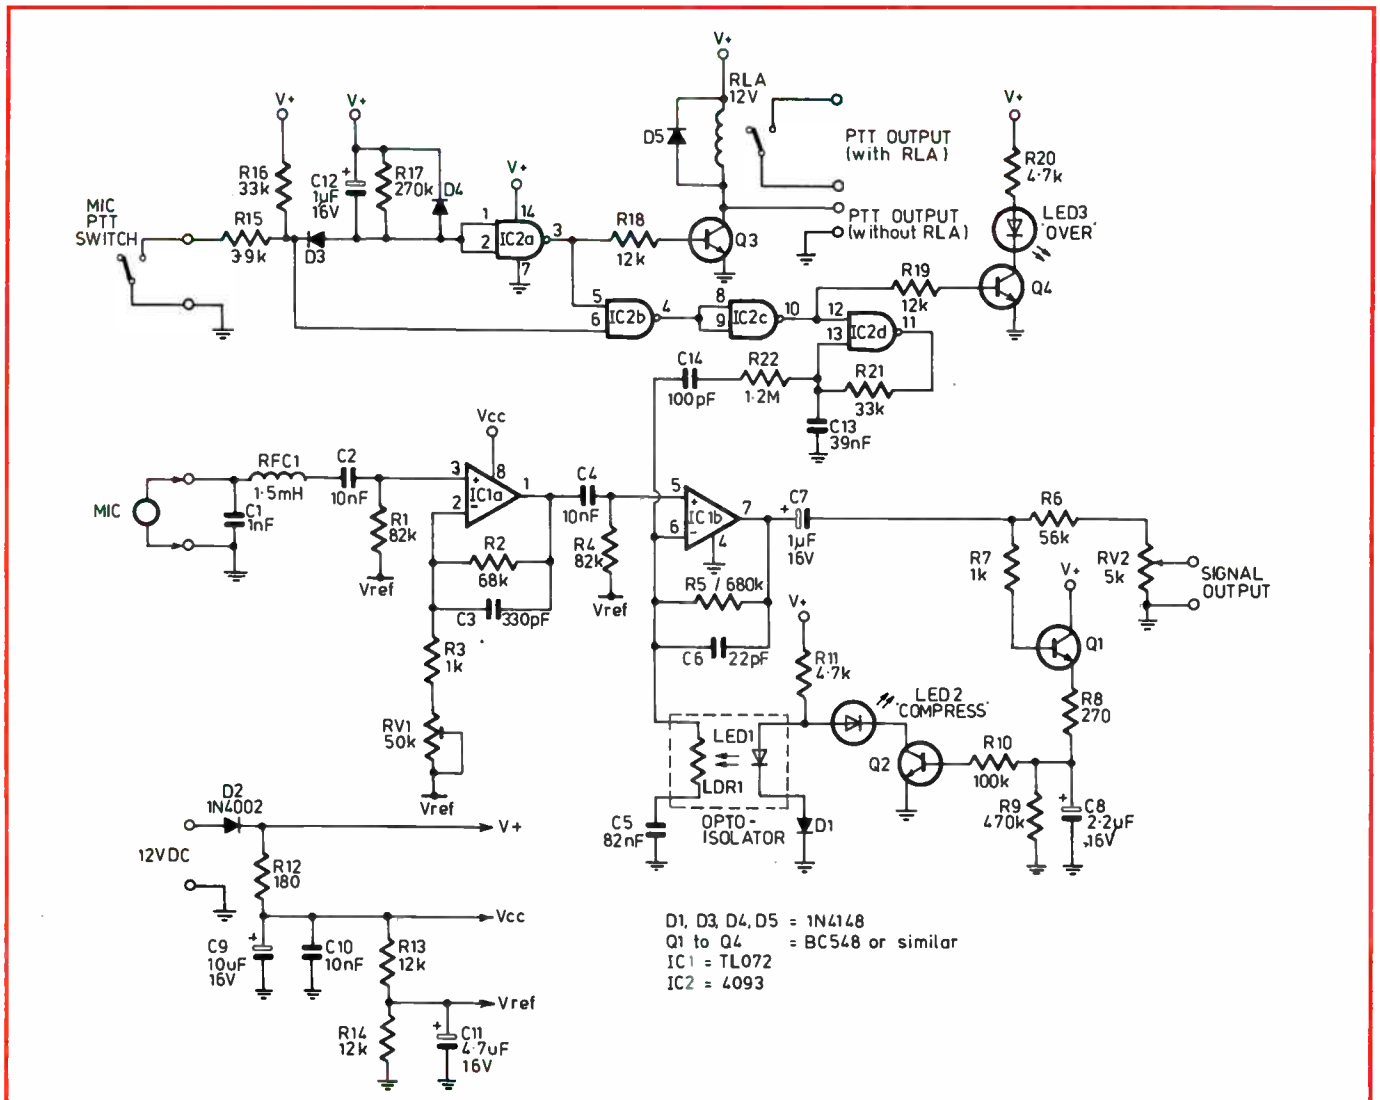 V+
RLA
12V
V+
V+
V+
D5
PTT OUTPUT
(with RLA)
R16
33k
C12
+
1µF
16V
R17
270k
D4
V+
R20
4·7k
MIC
PTT
SWITCH
R15
3·9k
D3
1
2
14
IC2a
3
7
R18
12k
Q3
PTT OUTPUT
(without RLA)
LED3
'OVER'
R19
12k
Q4
5
6
IC2b
4
8
9
IC2c
10
12
13
IC2d
11
C14
100pF
R22
1·2M
R21
33k
C13
39nF
Vcc
RFC1
1·5mH
C2
10nF
MIC
C1
1nF
R1
82k
Vref
3
+
2
-
8
IC1a
1
C4
10nF
R4
82k
Vref
5
+
6
-
IC1b
4
7
C7
+
1µF
16V
R6
56k
R7
1k
V+
RV2
5k
SIGNAL
OUTPUT
R2
68k
C3
330pF
R5 / 680k
C6
22pF
V+
R3
1k
R11
4·7k
LED2
'COMPRESS'
Q1
R8
270
RV1
50k
Vref
LED1
LDR1
OPTO-
ISOLATOR
Q2
R10
100k
D1
C5
82nF
R9
470k
+
C8
2·2µF
16V
D2
1N4002
V+
12V DC
R12
180
Vcc
+
C9
10uF
16V
C10
10nF
R13
12k
Vref
R14
12k
+
C11
4·7uF
16V
D1, D3, D4, D5 = 1N4148
Q1 to Q4 = BC548 or similar
IC1 = TL072
IC2 = 4093